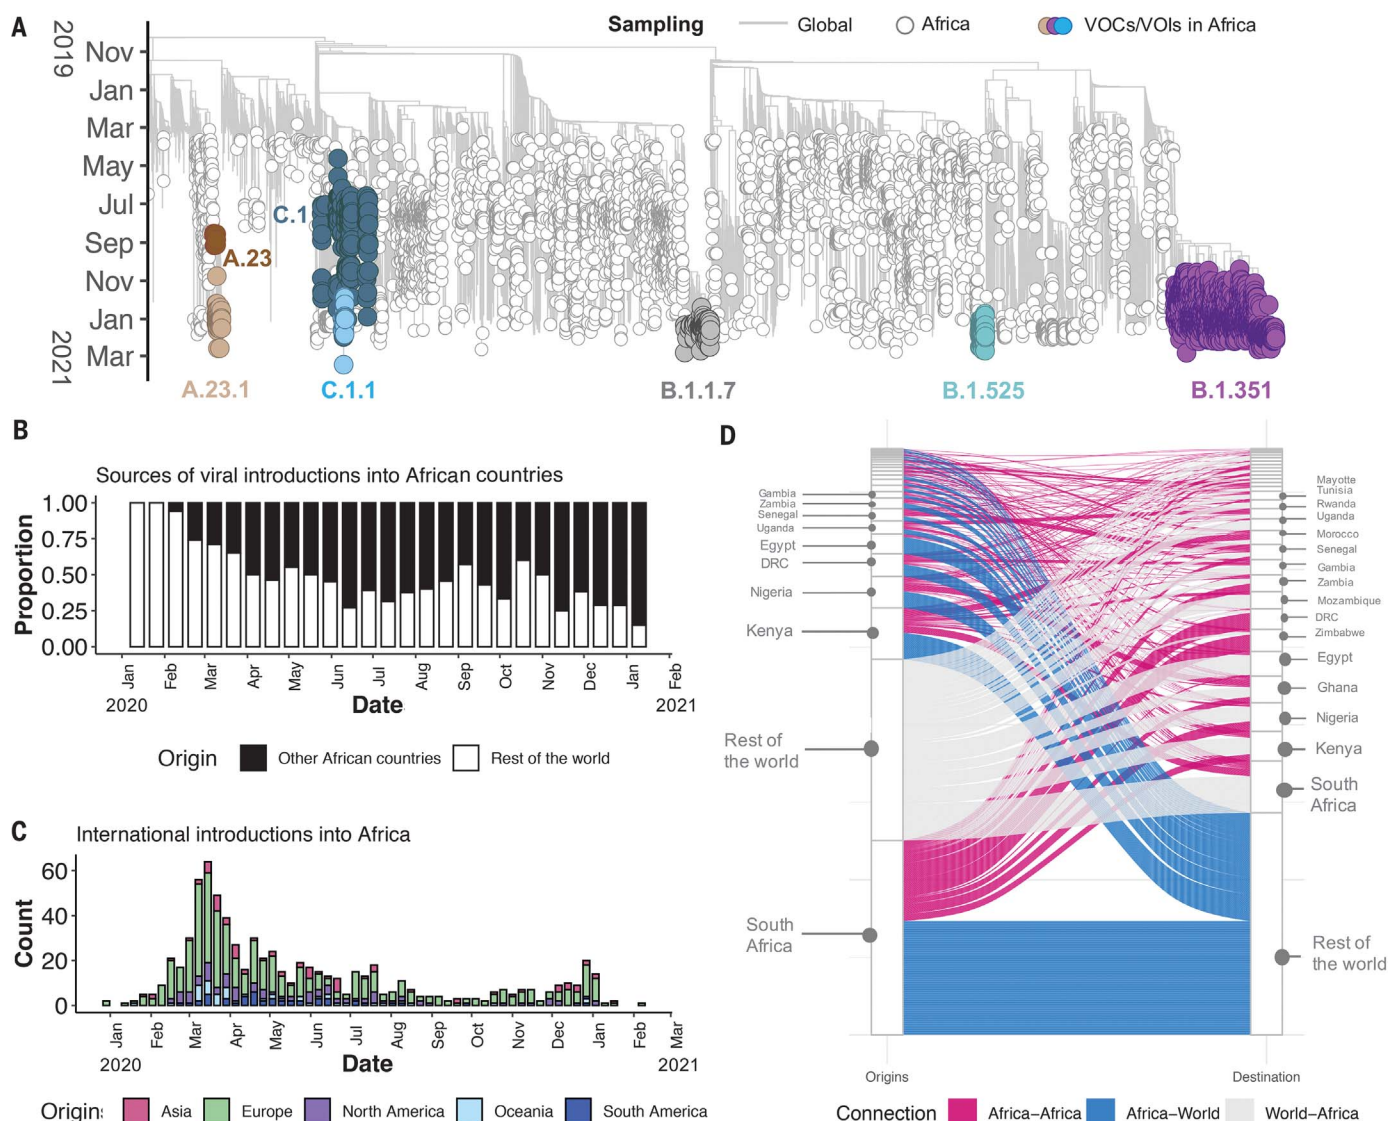 A
Sampling
Global
Africa
VOCs/VOIs in Africa
2019
Nov
Jan
Mar
May
Jul
Sep
Nov
Jan
Mar
2021
C.1
A.23
A.23.1
C.1.1
B.1.1.7
B.1.525
B.1.351
B
Sources of viral introductions into African countries
Proportion
1.00
0.75
0.50
0.25
0.00
Jan
Feb
Mar
Apr
May
Jun
Jul
Aug
Sep
Oct
Nov
Dec
Jan
Feb
2020
Date
2021
Origin
Other African countries
Rest of the world
C
International introductions into Africa
Count
60
40
20
0
Jan
Feb
Mar
Apr
May
Jun
Jul
Aug
Sep
Oct
Nov
Dec
Jan
Feb
Mar
2020
Date
2021
Origin:
Asia
Europe
North America
Oceania
South America
D
Gambia
Zambia
Senegal
Uganda
Egypt
DRC
Nigeria
Kenya
Rest of
the world
South
Africa
Mayotte
Tunisia
Rwanda
Uganda
Morocco
Senegal
Gambia
Zambia
Mozambique
DRC
Zimbabwe
Egypt
Ghana
Nigeria
Kenya
South
Africa
Rest of
the world
Origins
Destination
Connection
Africa–Africa
Africa–World
World–Africa